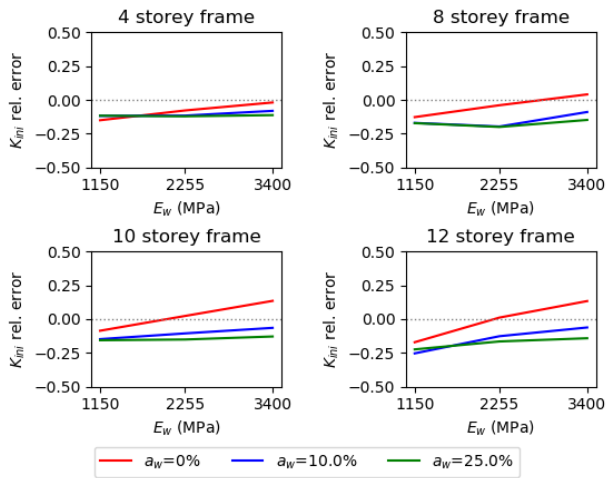 4 storey frame
0.50
0.25
0.00
−0.25
−0.50
K_ini rel. error
1150 2255 3400
E_w (MPa)
8 storey frame
0.50
0.25
0.00
−0.25
−0.50
K_ini rel. error
1150 2255 3400
E_w (MPa)
10 storey frame
0.50
0.25
0.00
−0.25
−0.50
K_ini rel. error
1150 2255 3400
E_w (MPa)
12 storey frame
0.50
0.25
0.00
−0.25
−0.50
K_ini rel. error
1150 2255 3400
E_w (MPa)
a_w=0% a_w=10.0% a_w=25.0%